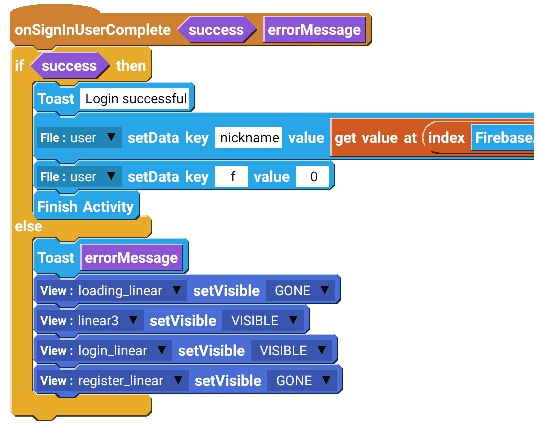 onSignInUserComplete success errorMessage
if success then
Toast Login successful
File : user ▼ setData key nickname value get value at index Firebase.
File : user ▼ setData key f value 0
Finish Activity
else
Toast errorMessage
View : loading_linear ▼ setVisible GONE ▼
View : linear3 ▼ setVisible VISIBLE ▼
View : login_linear ▼ setVisible VISIBLE ▼
View : register_linear ▼ setVisible GONE ▼